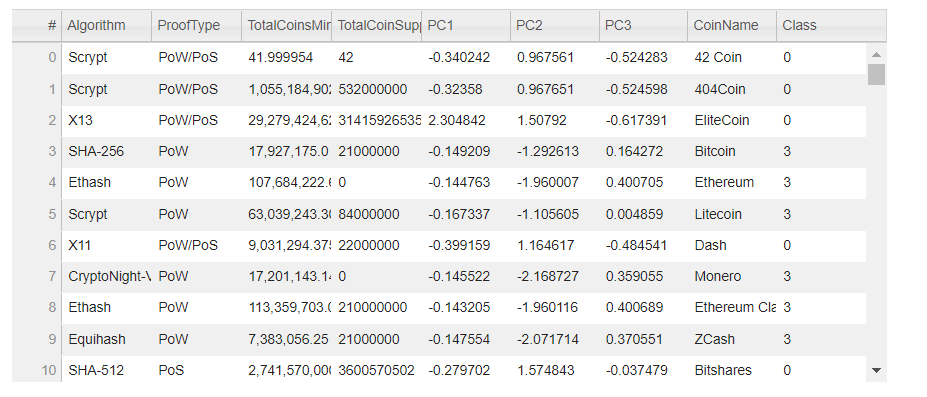 # Algorithm ProofType TotalCoinsMin TotalCoinSupp PC1 PC2 PC3 CoinName Class
0 Scrypt PoW/PoS 41.999954 42 -0.340242 0.967561 -0.524283 42 Coin 0
1 Scrypt PoW/PoS 1,055,184,902 532000000 -0.32358 0.967651 -0.524598 404Coin 0
2 X13 PoW/PoS 29,279,424,62 31415926535 2.304842 1.50792 -0.617391 EliteCoin 0
3 SHA-256 PoW 17,927,175.0 21000000 -0.149209 -1.292613 0.164272 Bitcoin 3
4 Ethash PoW 107,684,222.6 0 -0.144763 -1.960007 0.400705 Ethereum 3
5 Scrypt PoW 63,039,243.30 84000000 -0.167337 -1.105605 0.004859 Litecoin 3
6 X11 PoW/PoS 9,031,294.375 22000000 -0.399159 1.164617 -0.484541 Dash 0
7 CryptoNight-V PoW 17,201,143.14 0 -0.145522 -2.168727 0.359055 Monero 3
8 Ethash PoW 113,359,703.0 210000000 -0.143205 -1.960116 0.400689 Ethereum Cla 3
9 Equihash PoW 7,383,056.25 21000000 -0.147554 -2.071714 0.370551 ZCash 3
10 SHA-512 PoS 2,741,570,000 3600570502 -0.279702 1.574843 -0.037479 Bitshares 0